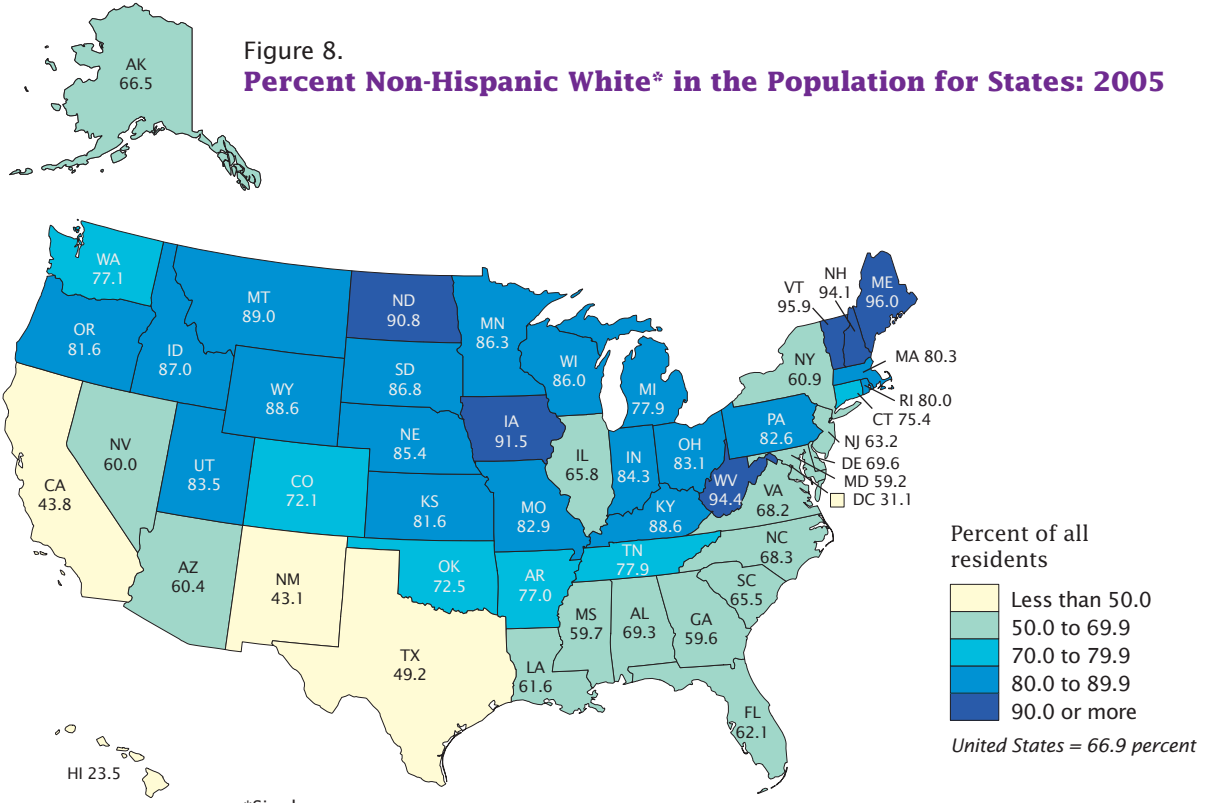 Figure 8.
Percent Non-Hispanic White* in the Population for States: 2005
AK
66.5
WA
77.1
MT
89.0
ND
90.8
MN
86.3
VT
95.9
NH
94.1
ME
96.0
OR
81.6
ID
87.0
WY
88.6
SD
86.8
WI
86.0
MI
77.9
NY
60.9
MA 80.3
RI 80.0
CT 75.4
NV
60.0
UT
83.5
CO
72.1
NE
85.4
IA
91.5
IL
65.8
IN
84.3
OH
83.1
PA
82.6
NJ 63.2
DE 69.6
MD 59.2
DC 31.1
CA
43.8
KS
81.6
MO
82.9
KY
88.6
WV
94.4
VA
68.2
AZ
60.4
NM
43.1
OK
72.5
AR
77.0
TN
77.9
NC
68.3
SC
65.5
TX
49.2
LA
61.6
MS
59.7
AL
69.3
GA
59.6
FL
62.1
HI 23.5
Percent of all
residents
Less than 50.0
50.0 to 69.9
70.0 to 79.9
80.0 to 89.9
90.0 or more
United States = 66.9 percent